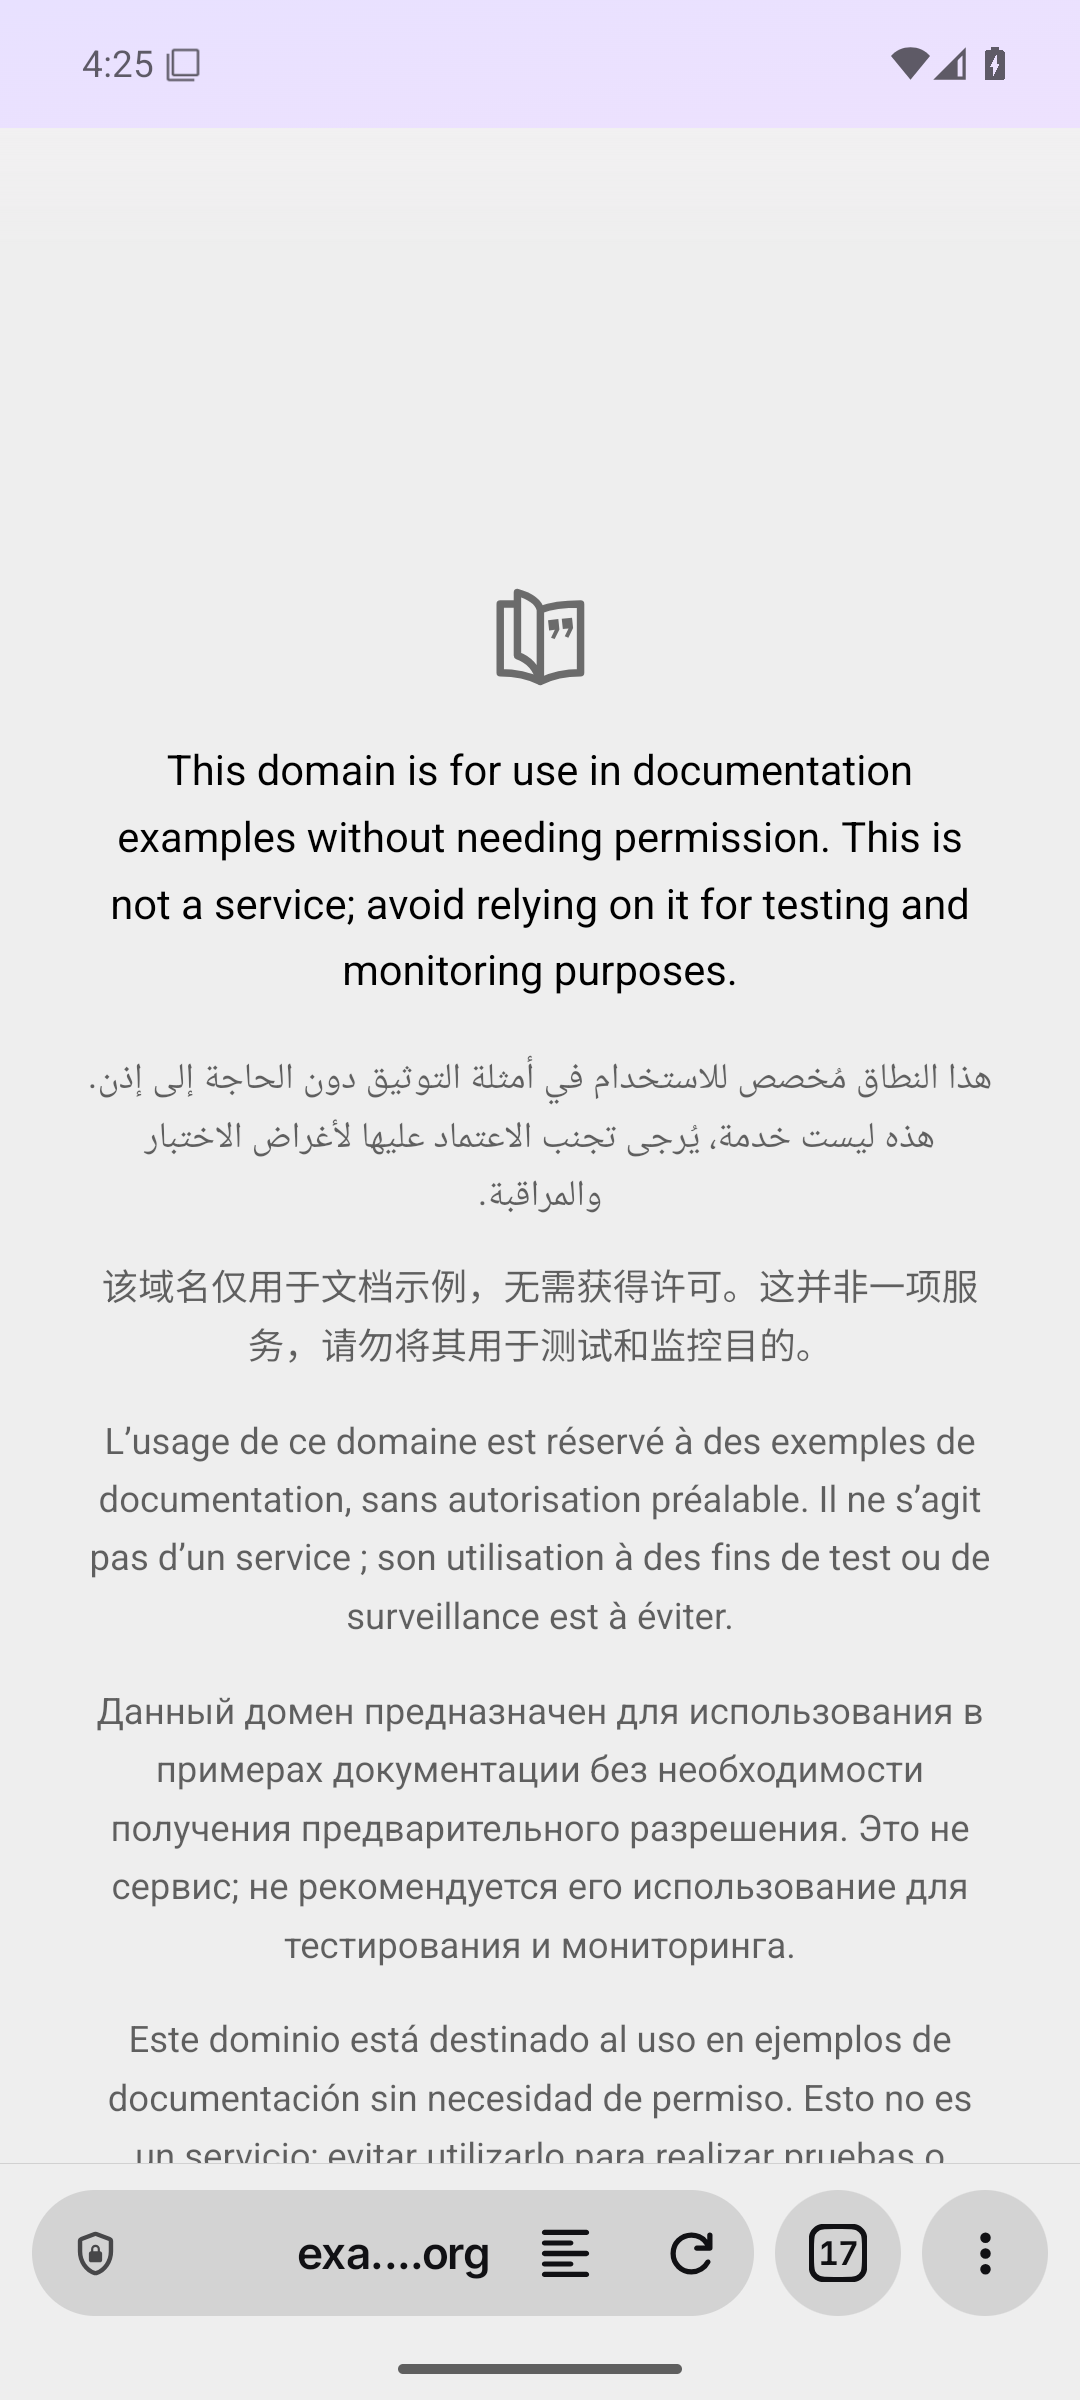 4:25
This domain is for use in documentation
examples without needing permission. This is
not a service; avoid relying on it for testing and
monitoring purposes.
هذا النطاق مُخصص للاستخدام في أمثلة التوثيق دون الحاجة إلى إذن.
هذه ليست خدمة، يُرجى تجنب الاعتماد عليها لأغراض الاختبار
والمراقبة.
该域名仅用于文档示例，无需获得许可。这并非一项服
务，请勿将其用于测试和监控目的。
L’usage de ce domaine est réservé à des exemples de
documentation, sans autorisation préalable. Il ne s’agit
pas d’un service ; son utilisation à des fins de test ou de
surveillance est à éviter.
Данный домен предназначен для использования в
примерах документации без необходимости
получения предварительного разрешения. Это не
сервис; не рекомендуется его использование для
тестирования и мониторинга.
Este dominio está destinado al uso en ejemplos de
documentación sin necesidad de permiso. Esto no es
un servicio; evitar utilizarlo para realizar pruebas o
exa....org
17